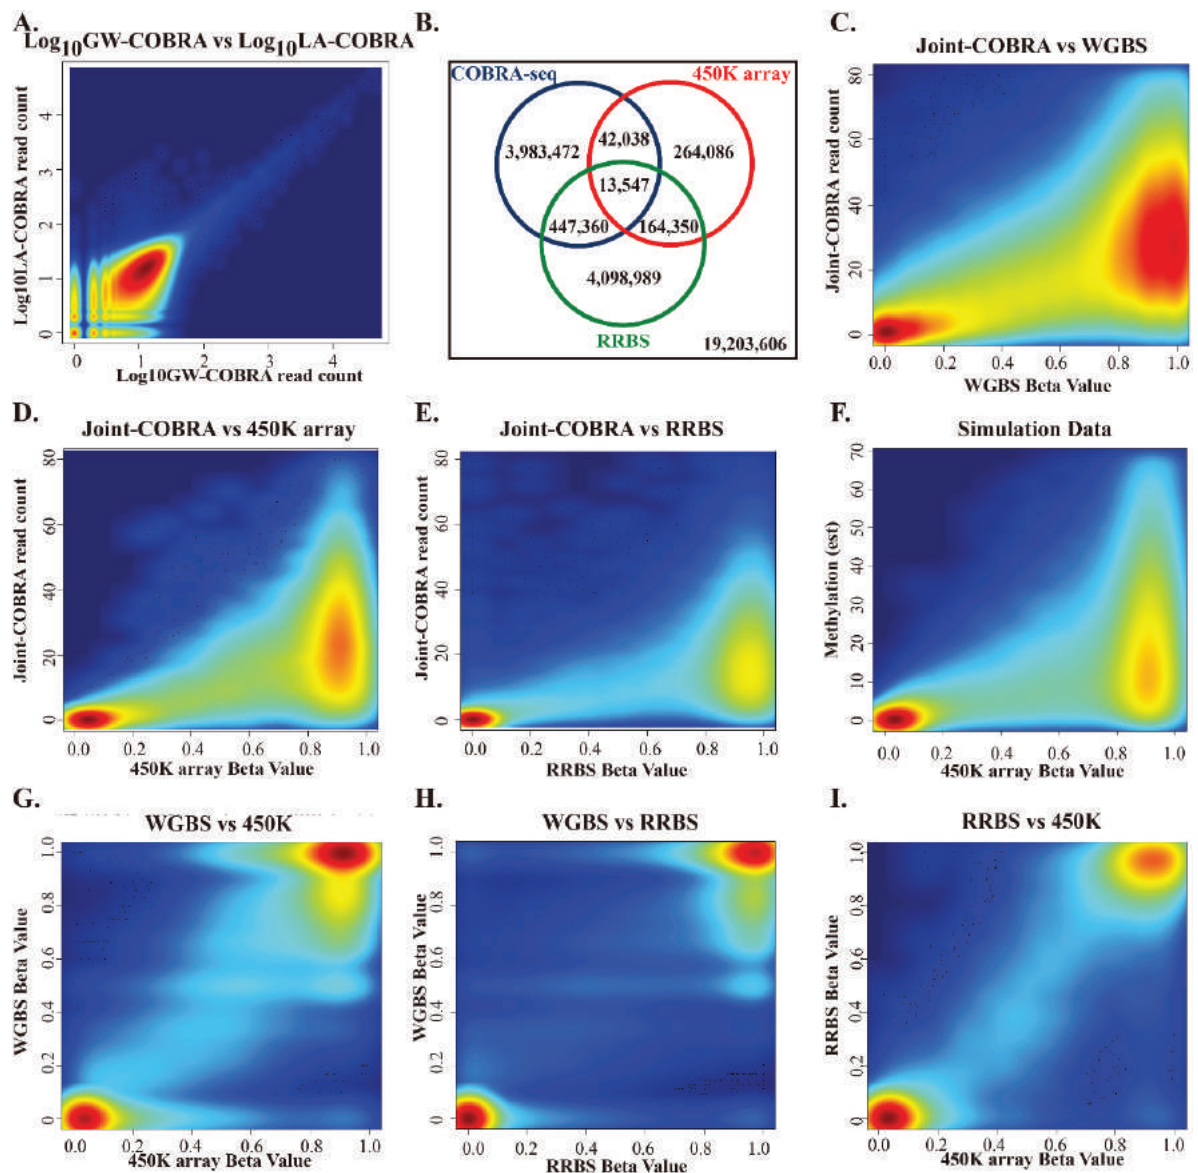 A.
Log10GW-COBRA vs Log10LA-COBRA
Log10LA-COBRA read count
4
3
2
1
0
0 1 2 3 4
Log10GW-COBRA read count
B.
COBRA-seq
450K array
3,983,472
42,038
264,086
13,547
447,360
164,350
4,098,989
RRBS
19,203,606
C.
Joint-COBRA vs WGBS
Joint-COBRA read count
80
60
40
20
0
0.0 0.2 0.4 0.6 0.8 1.0
WGBS Beta Value
D.
Joint-COBRA vs 450K array
Joint-COBRA read count
80
60
40
20
0
0.0 0.2 0.4 0.6 0.8 1.0
450K array Beta Value
E.
Joint-COBRA vs RRBS
Joint-COBRA read count
80
60
40
20
0
0.0 0.2 0.4 0.6 0.8 1.0
RRBS Beta Value
F.
Simulation Data
Methylation (est)
70
60
50
40
30
20
10
0
0.0 0.2 0.4 0.6 0.8 1.0
450K array Beta Value
G.
WGBS vs 450K
WGBS Beta Value
1.0
0.8
0.6
0.4
0.2
0
0.0 0.2 0.4 0.6 0.8 1.0
450K array Beta Value
H.
WGBS vs RRBS
WGBS Beta Value
1.0
0.8
0.6
0.4
0.2
0
0.0 0.2 0.4 0.6 0.8 1.0
RRBS Beta Value
I.
RRBS vs 450K
RRBS Beta Value
1.0
0.8
0.6
0.4
0.2
0
0.0 0.2 0.4 0.6 0.8 1.0
450K array Beta Value